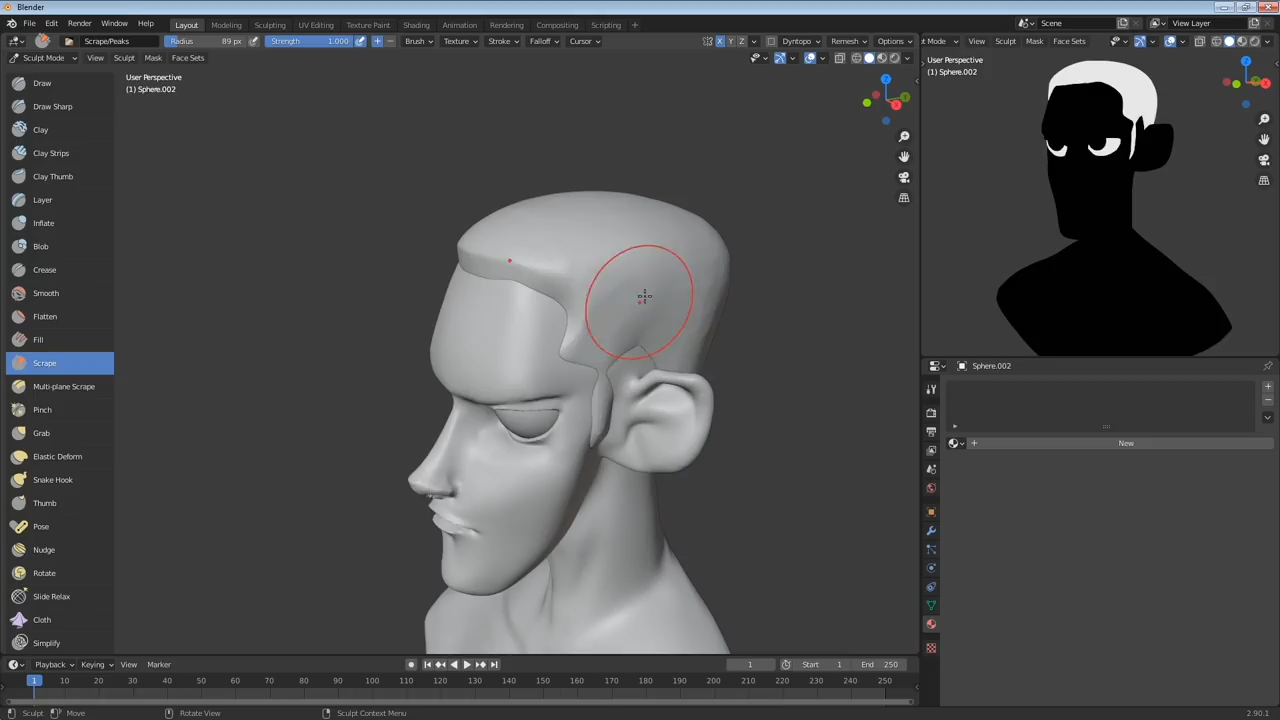 Blender
File Edit Render Window Help Layout Modeling Sculpting UV Editing Texture Paint Shading Animation Rendering Compositing Scripting + Scene View Layer
Scrape/Peaks Radius 89 px Strength 1.000 + − Brush Texture Stroke Falloff Cursor X Y Z Dyntopo Remesh Options t Mode View Sculpt Mask Face Sets
Sculpt Mode View Sculpt Mask Face Sets
User Perspective
(1) Sphere.002
User Perspective
(1) Sphere.002
Draw
Draw Sharp
Clay
Clay Strips
Clay Thumb
Layer
Inflate
Blob
Crease
Smooth
Flatten
Fill
Scrape
Multi-plane Scrape
Pinch
Grab
Elastic Deform
Snake Hook
Thumb
Pose
Nudge
Rotate
Slide Relax
Cloth
Simplify
Z
X
Z
X
Sphere.002
+ New
Playback Keying View Marker 1 Start 1 End 250
1 10 20 30 40 50 60 70 80 90 100 110 120 130 140 150 160 170 180 190 200 210 220 230 240 250
Sculpt Move Rotate View Sculpt Context Menu 2.90.1